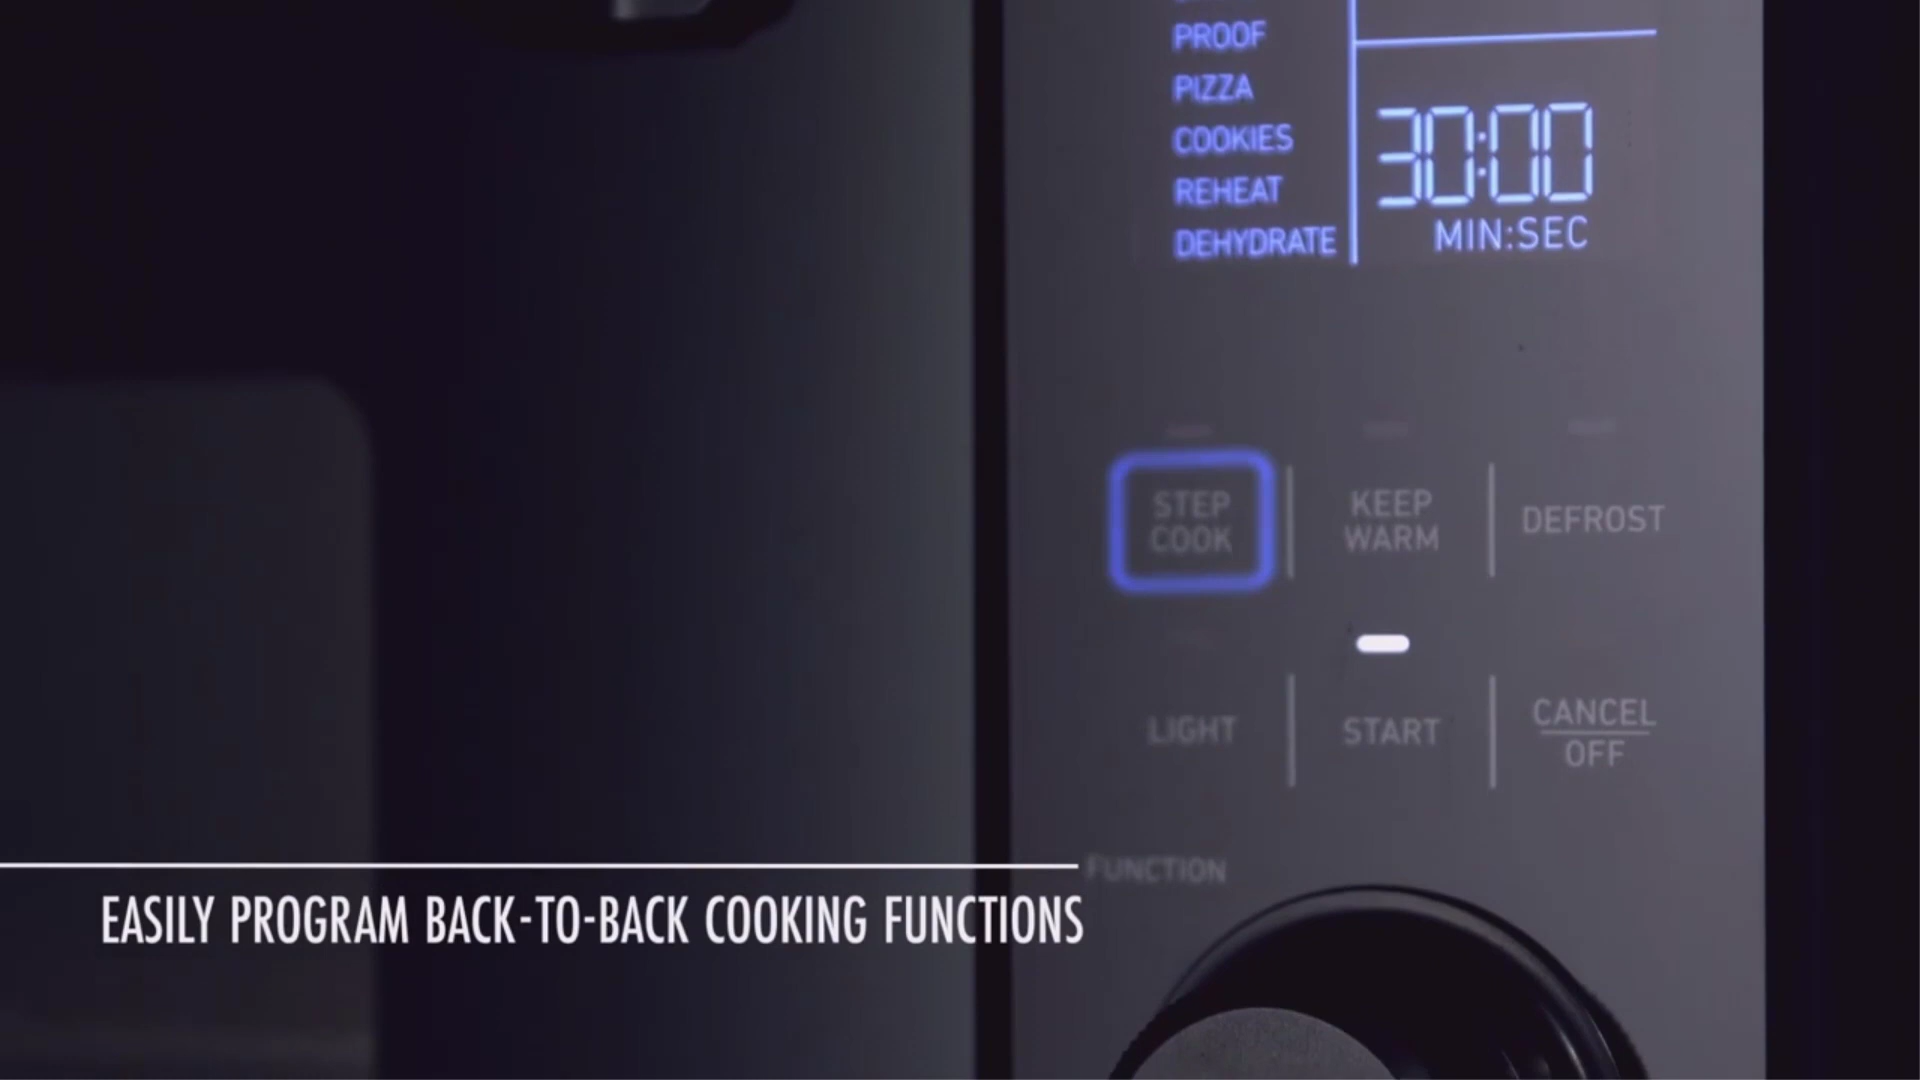 PROOF
PIZZA
COOKIES
REHEAT
DEHYDRATE
30:00
MIN:SEC
STEP
COOK
KEEP
WARM
DEFROST
LIGHT
START
CANCEL
OFF
FUNCTION
EASILY PROGRAM BACK-TO-BACK COOKING FUNCTIONS